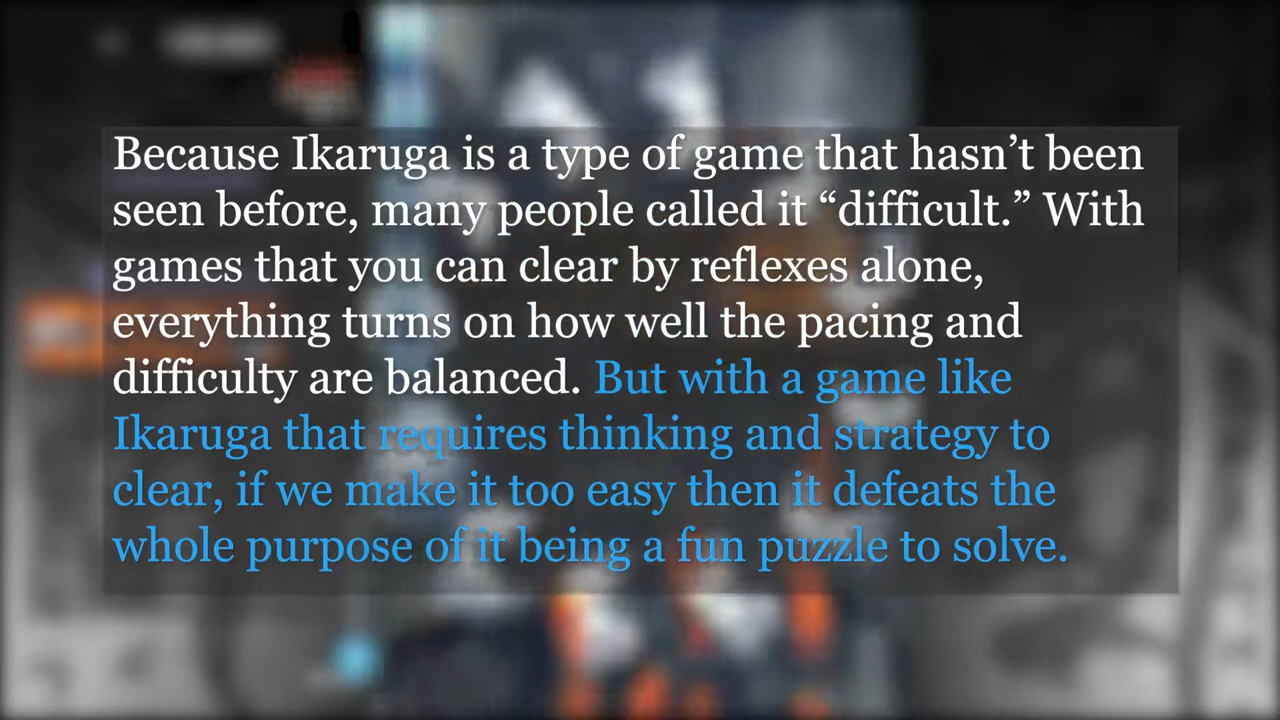 Because Ikaruga is a type of game that hasn’t been
seen before, many people called it “difficult.” With
games that you can clear by reflexes alone,
everything turns on how well the pacing and
difficulty are balanced. But with a game like
Ikaruga that requires thinking and strategy to
clear, if we make it too easy then it defeats the
whole purpose of it being a fun puzzle to solve.